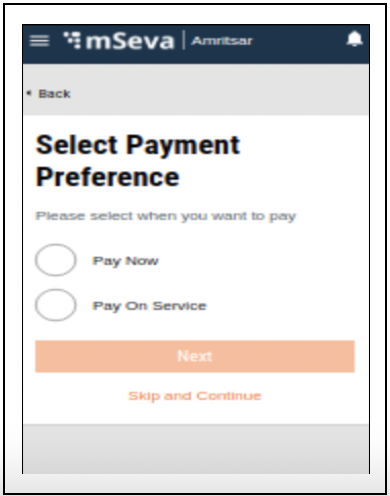 mSeva | Amritsar
Back
Select Payment
Preference
Please select when you want to pay
Pay Now
Pay On Service
Next
Skip and Continue